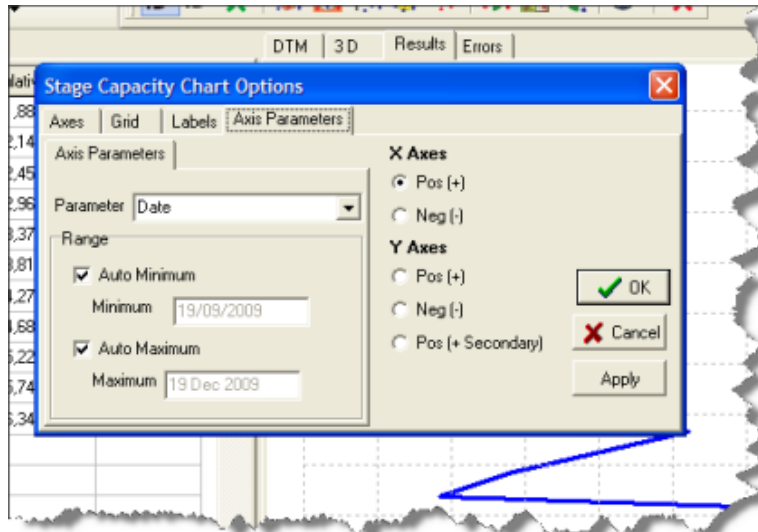 DTM 3D Results Errors
Stage Capacity Chart Options
Axes Grid Labels Axis Parameters
Axis Parameters
X Axes
Pos (+)
Parameter Date
Neg (-)
Range
Y Axes
Auto Minimum
Pos (+)
OK
Minimum 19/09/2009
Neg (-)
Auto Maximum
Pos (+ Secondary)
Cancel
Maximum 19 Dec 2009
Apply